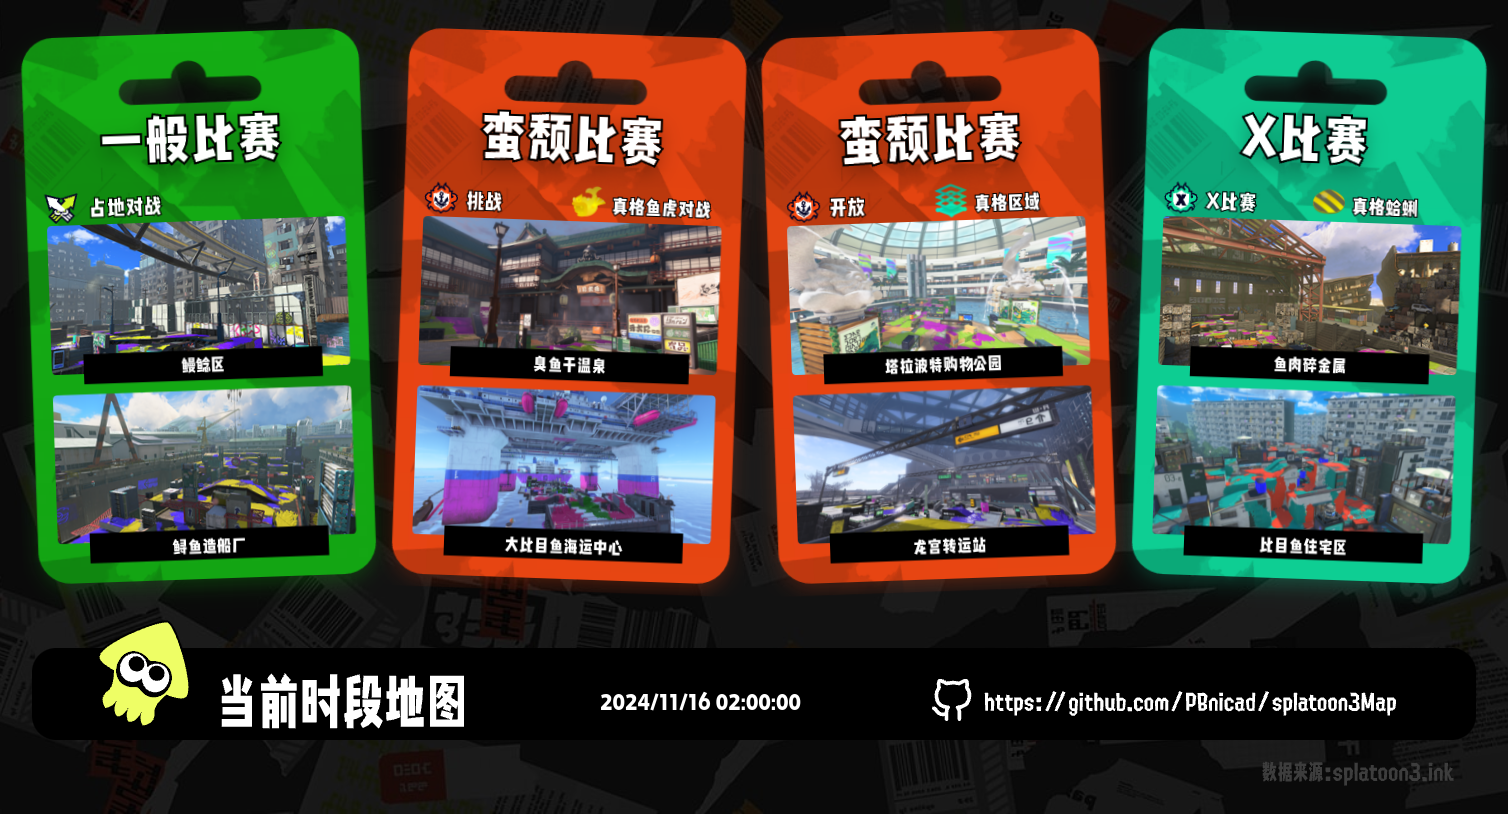 一般比赛
占地对战
鳗鲶区
鲟鱼造船厂
蛮颓比赛
挑战
真格鱼虎对战
臭鱼干温泉
大比目鱼海运中心
蛮颓比赛
开放
真格区域
塔拉波特购物公园
龙宫转运站
X比赛
X比赛
真格蛤蜊
鱼肉碎金属
比目鱼住宅区
当前时段地图
2024/11/16 02:00:00
https://github.com/PBnicad/splatoon3Map
数据来源:splatoon3.ink